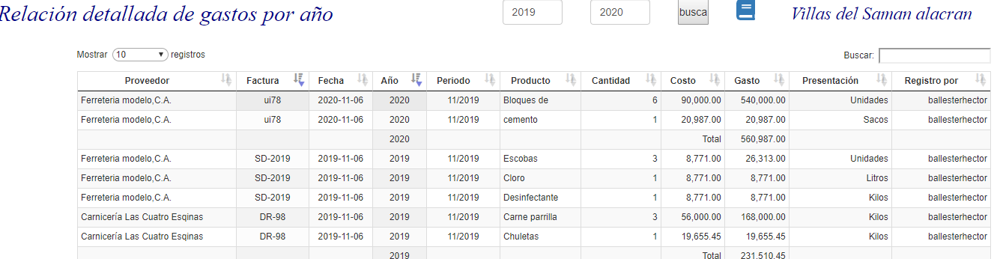 Relación detallada de gastos por año 2019 2020 busca Villas del Saman alacran
Mostrar 10 registros Buscar:
Proveedor Factura Fecha Año Periodo Producto Cantidad Costo Gasto Presentación Registro por
Ferreteria modelo,C.A. ui78 2020-11-06 2020 11/2019 Bloques de 6 90,000.00 540,000.00 Unidades ballesterhector
Ferreteria modelo,C.A. ui78 2020-11-06 2020 11/2019 cemento 1 20,987.00 20,987.00 Sacos ballesterhector
2020 Total 560,987.00
Ferreteria modelo,C.A. SD-2019 2019-11-06 2019 11/2019 Escobas 3 8,771.00 26,313.00 Unidades ballesterhector
Ferreteria modelo,C.A. SD-2019 2019-11-06 2019 11/2019 Cloro 1 8,771.00 8,771.00 Litros ballesterhector
Ferreteria modelo,C.A. SD-2019 2019-11-06 2019 11/2019 Desinfectante 1 8,771.00 8,771.00 Kilos ballesterhector
Carnicería Las Cuatro Esqinas DR-98 2019-11-06 2019 11/2019 Carne parrilla 3 56,000.00 168,000.00 Kilos ballesterhector
Carnicería Las Cuatro Esqinas DR-98 2019-11-06 2019 11/2019 Chuletas 1 19,655.45 19,655.45 Kilos ballesterhector
2019 Total 231,510.45